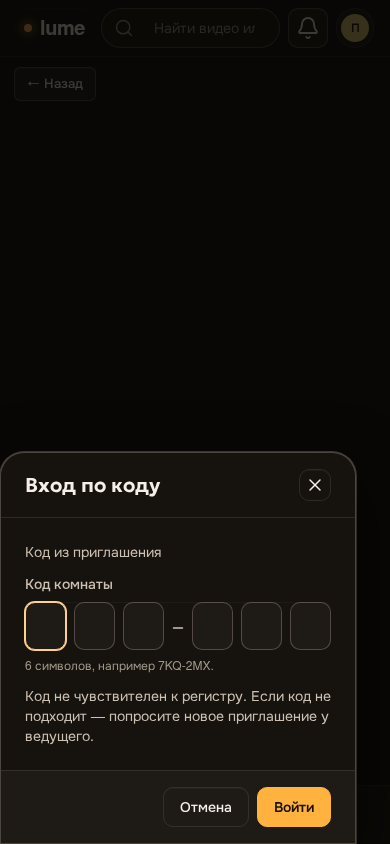 lume
Найти видео ил
П
← Назад
Вход по коду
Код из приглашения
Код комнаты
–
6 символов, например 7KQ-2MX.
Код не чувствителен к регистру. Если код не
подходит — попросите новое приглашение у
ведущего.
Отмена
Войти